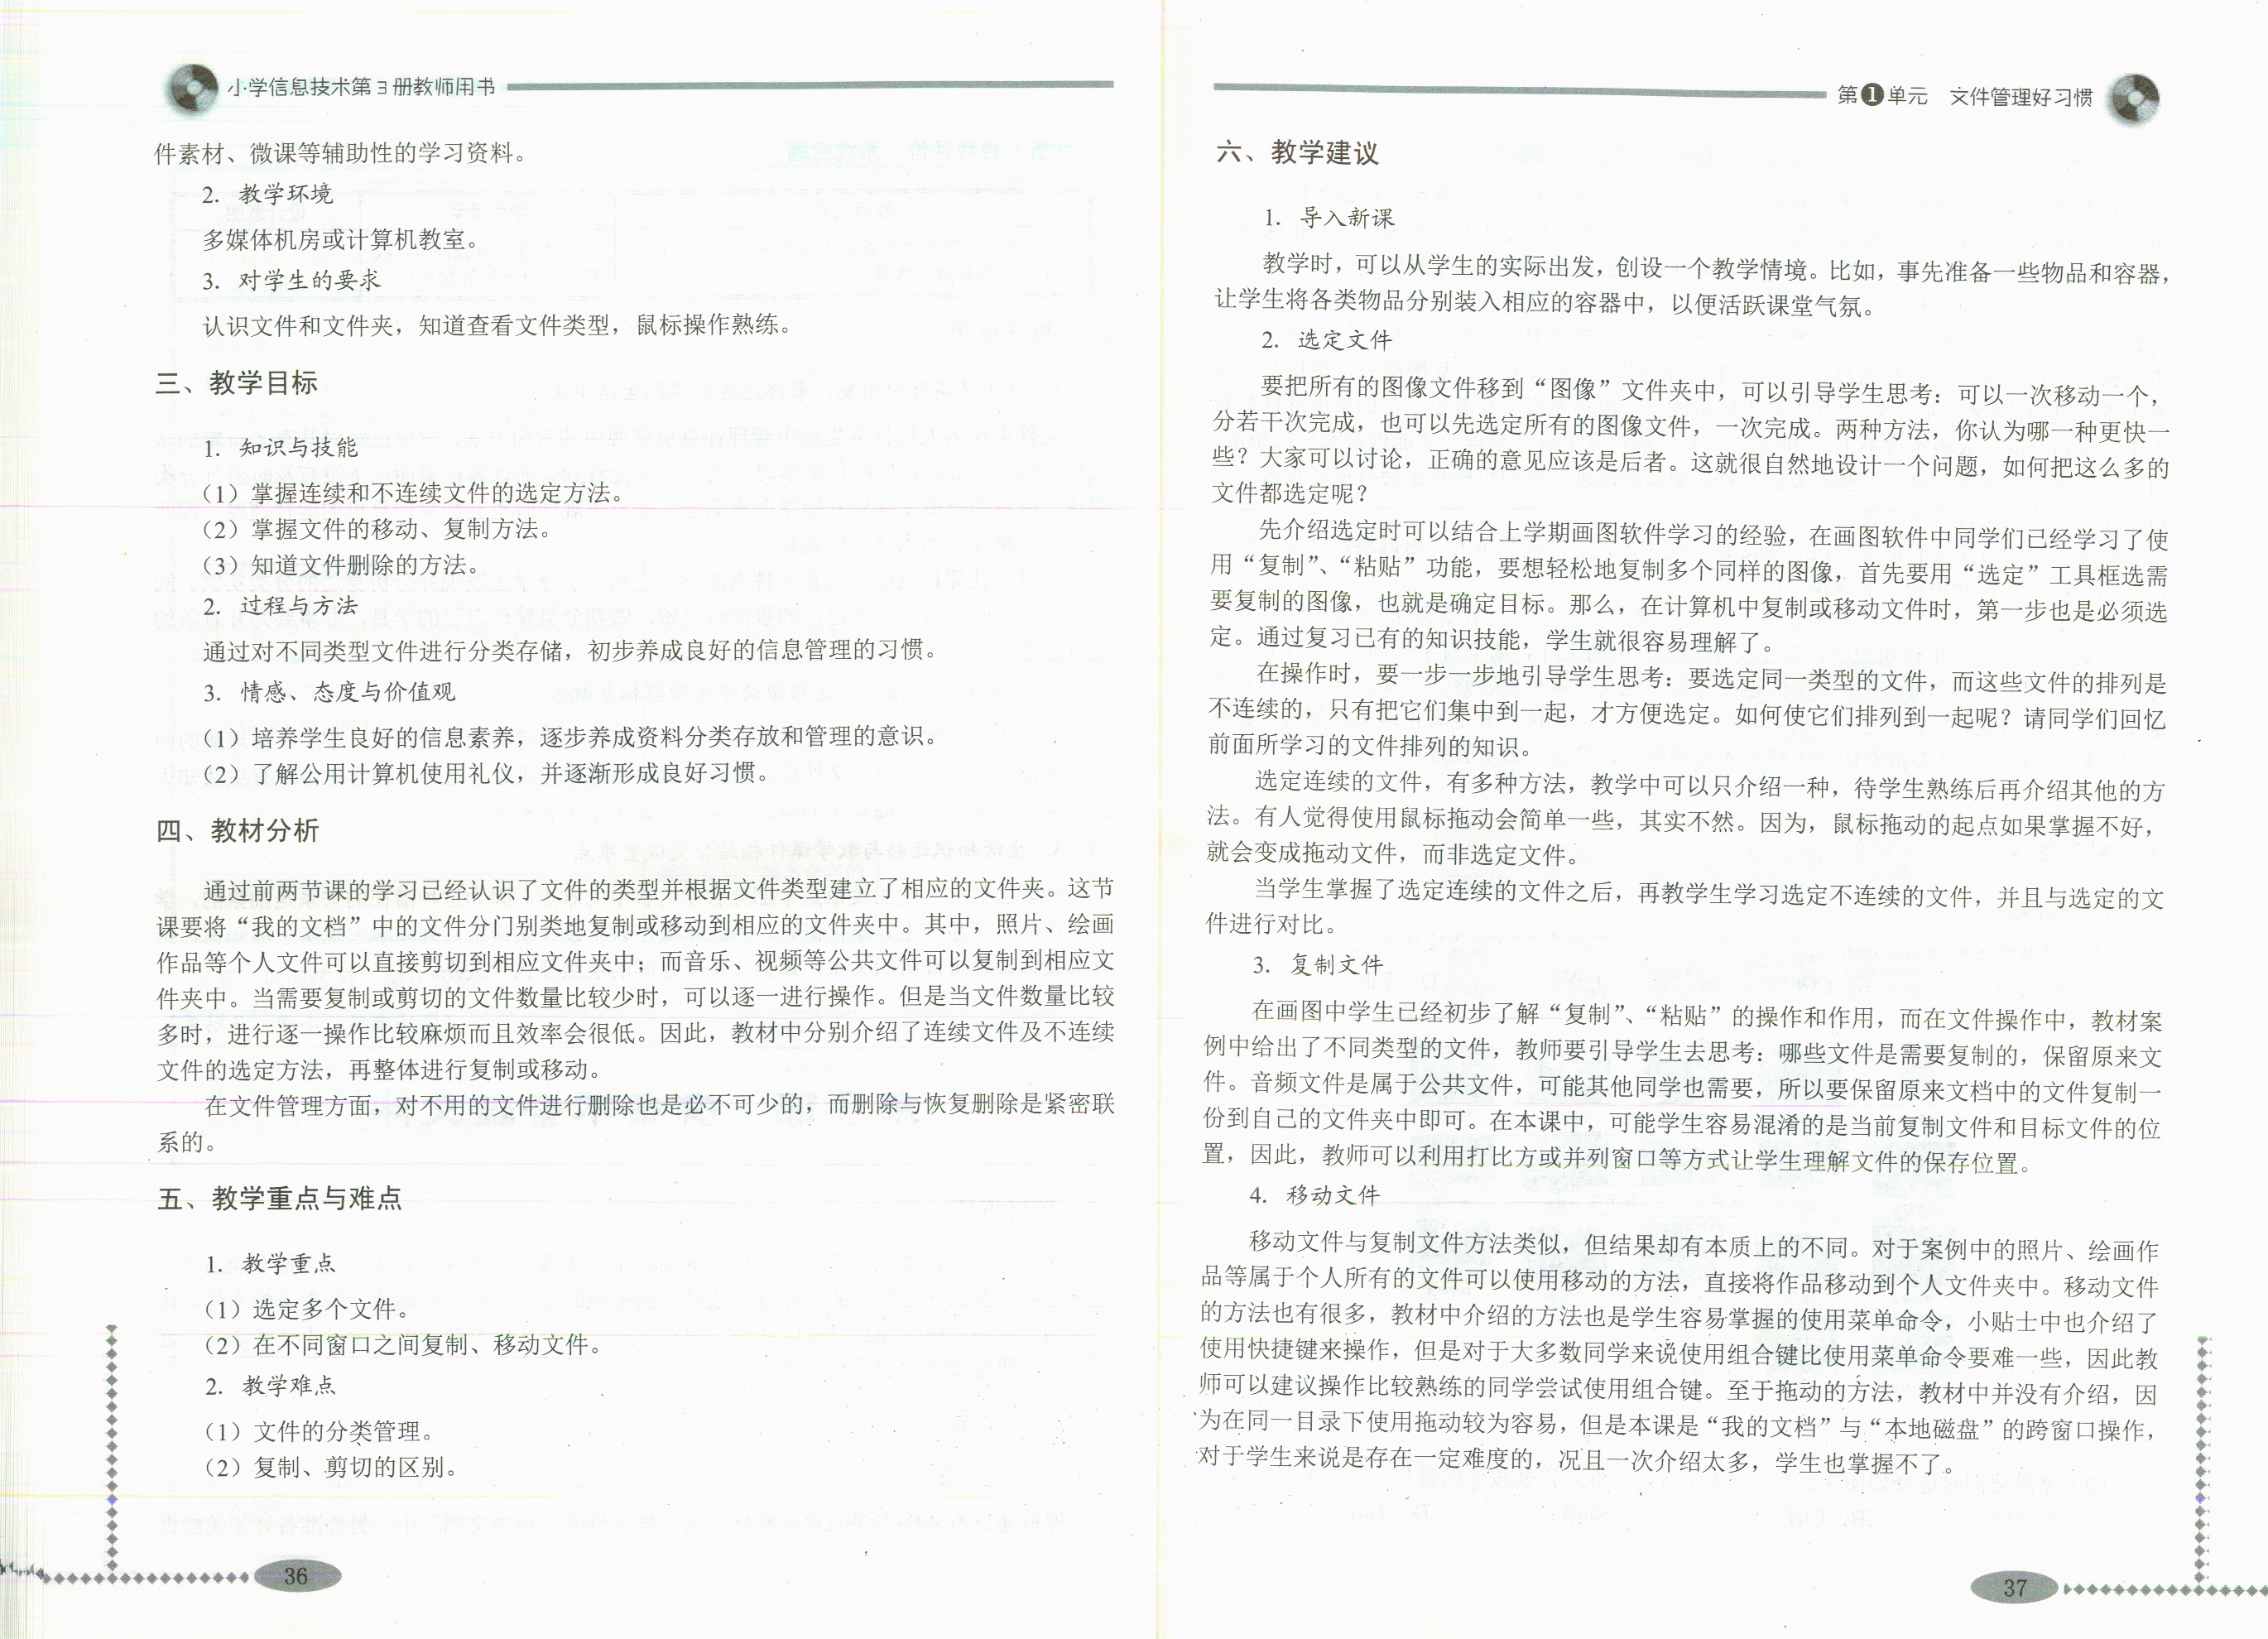 小学信息技术第3册教师用书
件素材、微课等辅助性的学习资料。
2. 教学环境
多媒体机房或计算机教室。
3. 对学生的要求
认识文件和文件夹，知道查看文件类型，鼠标操作熟练。
三、教学目标
1. 知识与技能
（1）掌握连续和不连续文件的选定方法。
（2）掌握文件的移动、复制方法。
（3）知道文件删除的方法。
2. 过程与方法
通过对不同类型文件进行分类存储，初步养成良好的信息管理的习惯。
3. 情感、态度与价值观
（1）培养学生良好的信息素养，逐步养成资料分类存放和管理的意识。
（2）了解公用计算机使用礼仪，并逐渐形成良好习惯。
四、教材分析
通过前两节课的学习已经认识了文件的类型并根据文件类型建立了相应的文件夹。这节
课要将“我的文档”中的文件分门别类地复制或移动到相应的文件夹中。其中，照片、绘画
作品等个人文件可以直接剪切到相应文件夹中；而音乐、视频等公共文件可以复制到相应文
件夹中。当需要复制或剪切的文件数量比较少时，可以逐一进行操作。但是当文件数量比较
多时，进行逐一操作比较麻烦而且效率会很低。因此，教材中分别介绍了连续文件及不连续
文件的选定方法，再整体进行复制或移动。
在文件管理方面，对不用的文件进行删除也是必不可少的，而删除与恢复删除是紧密联
系的。
五、教学重点与难点
1. 教学重点
（1）选定多个文件。
（2）在不同窗口之间复制、移动文件。
2. 教学难点
（1）文件的分类管理。
（2）复制、剪切的区别。
36
第1单元 文件管理好习惯
六、教学建议
1. 导入新课
教学时，可以从学生的实际出发，创设一个教学情境。比如，事先准备一些物品和容器，
让学生将各类物品分别装入相应的容器中，以便活跃课堂气氛。
2. 选定文件
要把所有的图像文件移到“图像”文件夹中，可以引导学生思考：可以一次移动一个，
分若干次完成，也可以先选定所有的图像文件，一次完成。两种方法，你认为哪一种更快一
些？大家可以讨论，正确的意见应该是后者。这就很自然地设计一个问题，如何把这么多的
文件都选定呢？
先介绍选定时可以结合上学期画图软件学习的经验，在画图软件中同学们已经学习了使
用“复制”、“粘贴”功能，要想轻松地复制多个同样的图像，首先要用“选定”工具框选需
要复制的图像，也就是确定目标。那么，在计算机中复制或移动文件时，第一步也是必须选
定。通过复习已有的知识技能，学生就很容易理解了。
在操作时，要一步一步地引导学生思考：要选定同一类型的文件，而这些文件的排列是
不连续的，只有把它们集中到一起，才方便选定。如何使它们排列到一起呢？请同学们回忆
前面所学习的文件排列的知识。
选定连续的文件，有多种方法，教学中可以只介绍一种，待学生熟练后再介绍其他的方
法。有人觉得使用鼠标拖动会简单一些，其实不然。因为，鼠标拖动的起点如果掌握不好，
就会变成拖动文件，而非选定文件。
当学生掌握了选定连续的文件之后，再教学生学习选定不连续的文件，并且与选定的文
件进行对比。
3. 复制文件
在画图中学生已经初步了解“复制”、“粘贴”的操作和作用，而在文件操作中，教材案
例中给出了不同类型的文件，教师要引导学生去思考：哪些文件是需要复制的，保留原来文
件。音频文件是属于公共文件，可能其他同学也需要，所以要保留原来文档中的文件复制一
份到自己的文件夹中即可。在本课中，可能学生容易混淆的是当前复制文件和目标文件的位
置，因此，教师可以利用打比方或并列窗口等方式让学生理解文件的保存位置。
4. 移动文件
移动文件与复制文件方法类似，但结果却有本质上的不同。对于案例中的照片、绘画作
品等属于个人所有的文件可以使用移动的方法，直接将作品移动到个人文件夹中。移动文件
的方法也有很多，教材中介绍的方法也是学生容易掌握的使用菜单命令，小贴士中也介绍了
使用快捷键来操作，但是对于大多数同学来说使用组合键比使用菜单命令要难一些，因此教
师可以建议操作比较熟练的同学尝试使用组合键。至于拖动的方法，教材中并没有介绍，因
为在同一目录下使用拖动较为容易，但是本课是“我的文档”与“本地磁盘”的跨窗口操作，
对于学生来说是存在一定难度的，况且一次介绍太多，学生也掌握不了。
37